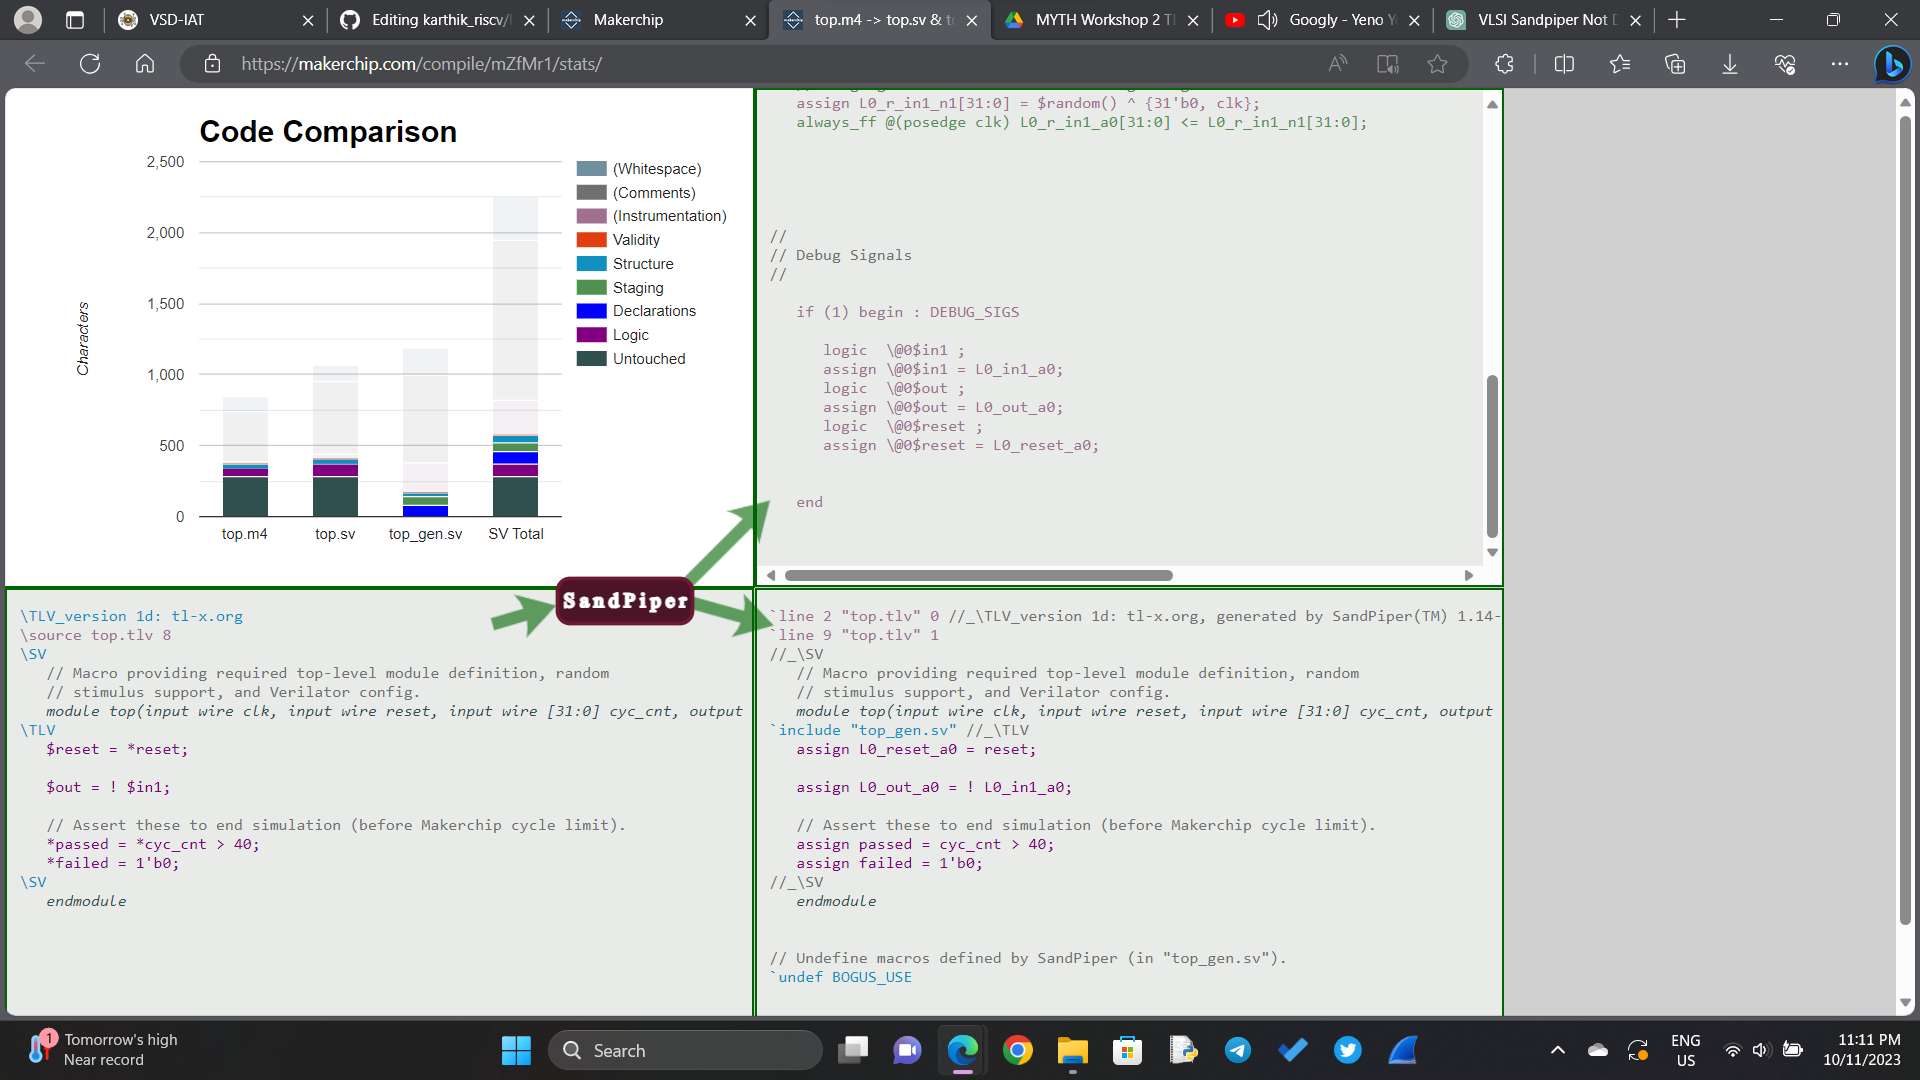 VSD-IAT
Editing karthik_riscv/
Makerchip
top.m4 -> top.sv & t
MYTH Workshop 2 T
Googly - Yeno Y
VLSI Sandpiper Not D
https://makerchip.com/compile/mZfMr1/stats/
Code Comparison
2,500
2,000
1,500
1,000
500
0
Characters
top.m4
top.sv
top_gen.sv
SV Total
(Whitespace)
(Comments)
(Instrumentation)
Validity
Structure
Staging
Declarations
Logic
Untouched
assign L0_r_in1_n1[31:0] = $random() ^ {31'b0, clk};
always_ff @(posedge clk) L0_r_in1_a0[31:0] <= L0_r_in1_n1[31:0];
//
// Debug Signals
//
if (1) begin : DEBUG_SIGS
logic  \@0$in1 ;
assign \@0$in1 = L0_in1_a0;
logic  \@0$out ;
assign \@0$out = L0_out_a0;
logic  \@0$reset ;
assign \@0$reset = L0_reset_a0;
end
SandPiper
\TLV_version 1d: tl-x.org
\source top.tlv 8
\SV
// Macro providing required top-level module definition, random
// stimulus support, and Verilator config.
module top(input wire clk, input wire reset, input wire [31:0] cyc_cnt, output
\TLV
$reset = *reset;
$out = ! $in1;
// Assert these to end simulation (before Makerchip cycle limit).
*passed = *cyc_cnt > 40;
*failed = 1'b0;
\SV
endmodule
`line 2 "top.tlv" 0 //_\TLV_version 1d: tl-x.org, generated by SandPiper(TM) 1.14-
`line 9 "top.tlv" 1
//_\SV
// Macro providing required top-level module definition, random
// stimulus support, and Verilator config.
module top(input wire clk, input wire reset, input wire [31:0] cyc_cnt, output
`include "top_gen.sv" //_\TLV
assign L0_reset_a0 = reset;
assign L0_out_a0 = ! L0_in1_a0;
// Assert these to end simulation (before Makerchip cycle limit).
assign passed = cyc_cnt > 40;
assign failed = 1'b0;
//_\SV
endmodule
// Undefine macros defined by SandPiper (in "top_gen.sv").
`undef BOGUS_USE
1
Tomorrow's high
Near record
Search
ENG
US
11:11 PM
10/11/2023